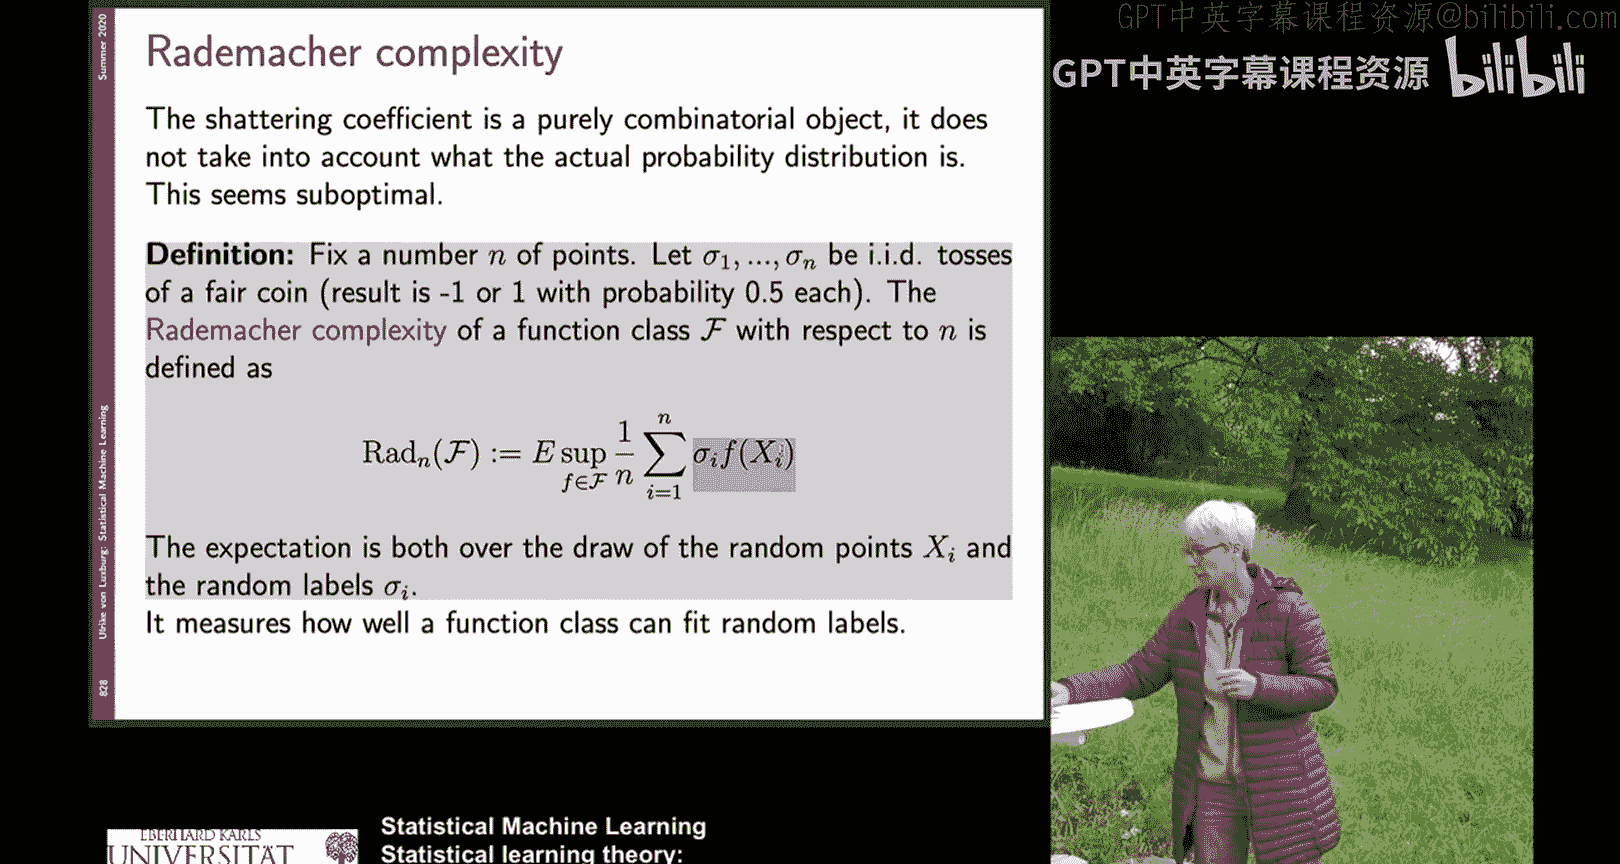 GPT中英字幕课程资源@bilibili.com
GPT中英字幕课程资源 bilibili
Summer 2020
Rademacher complexity
The shattering coefficient is a purely combinatorial object, it does
not take into account what the actual probability distribution is.
This seems suboptimal.
Definition: Fix a number n of points. Let σ₁, ..., σₙ be i.i.d. tosses
of a fair coin (result is -1 or 1 with probability 0.5 each). The
Rademacher complexity of a function class ℱ with respect to n is
defined as
Radₙ(ℱ) := E sup_{f∈ℱ} 1/n ∑_{i=1}^{n} σᵢf(Xᵢ)
The expectation is both over the draw of the random points Xᵢ and
the random labels σᵢ.
It measures how well a function class can fit random labels.
Ulrike von Luxburg: Statistical Machine Learning
828
EBERHARD KARLS
UNIVERSITÄT
Statistical Machine Learning
Statistical learning theory: